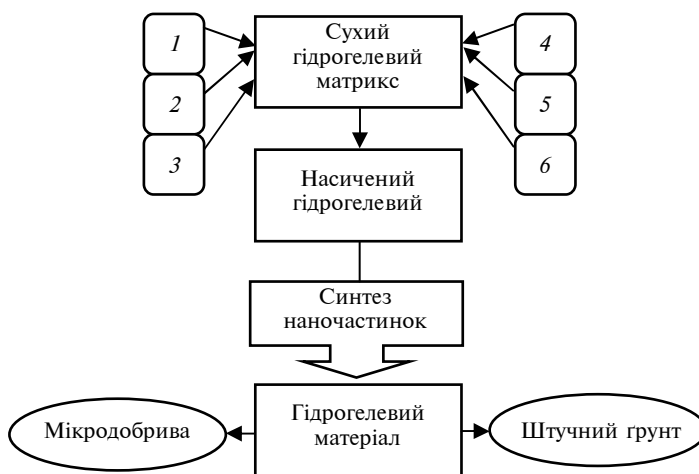 1
2
3
Сухий
гідрогелевий
матрикс
4
5
6
Насичений
гідрогелевий
Синтез
наночастинок
Мікродобрива
Гідрогелевий
матеріал
Штучний ґрунт